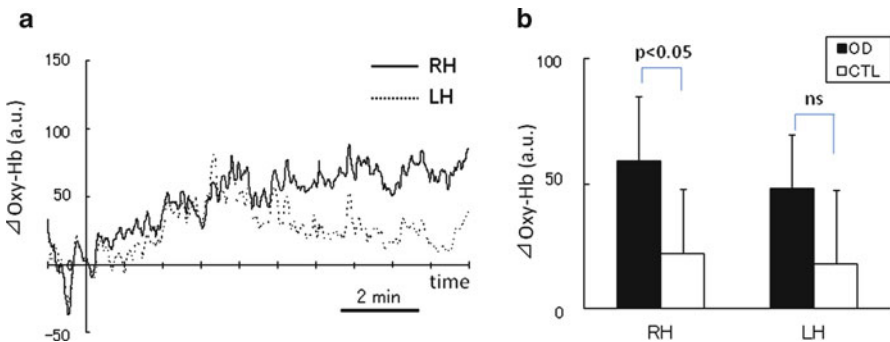 a
⊿Oxy-Hb (a.u.)
150
100
50
0
−50
RH
LH
time
2 min
b
⊿Oxy-Hb (a.u.)
100
50
0
OD
CTL
p<0.05
ns
RH
LH